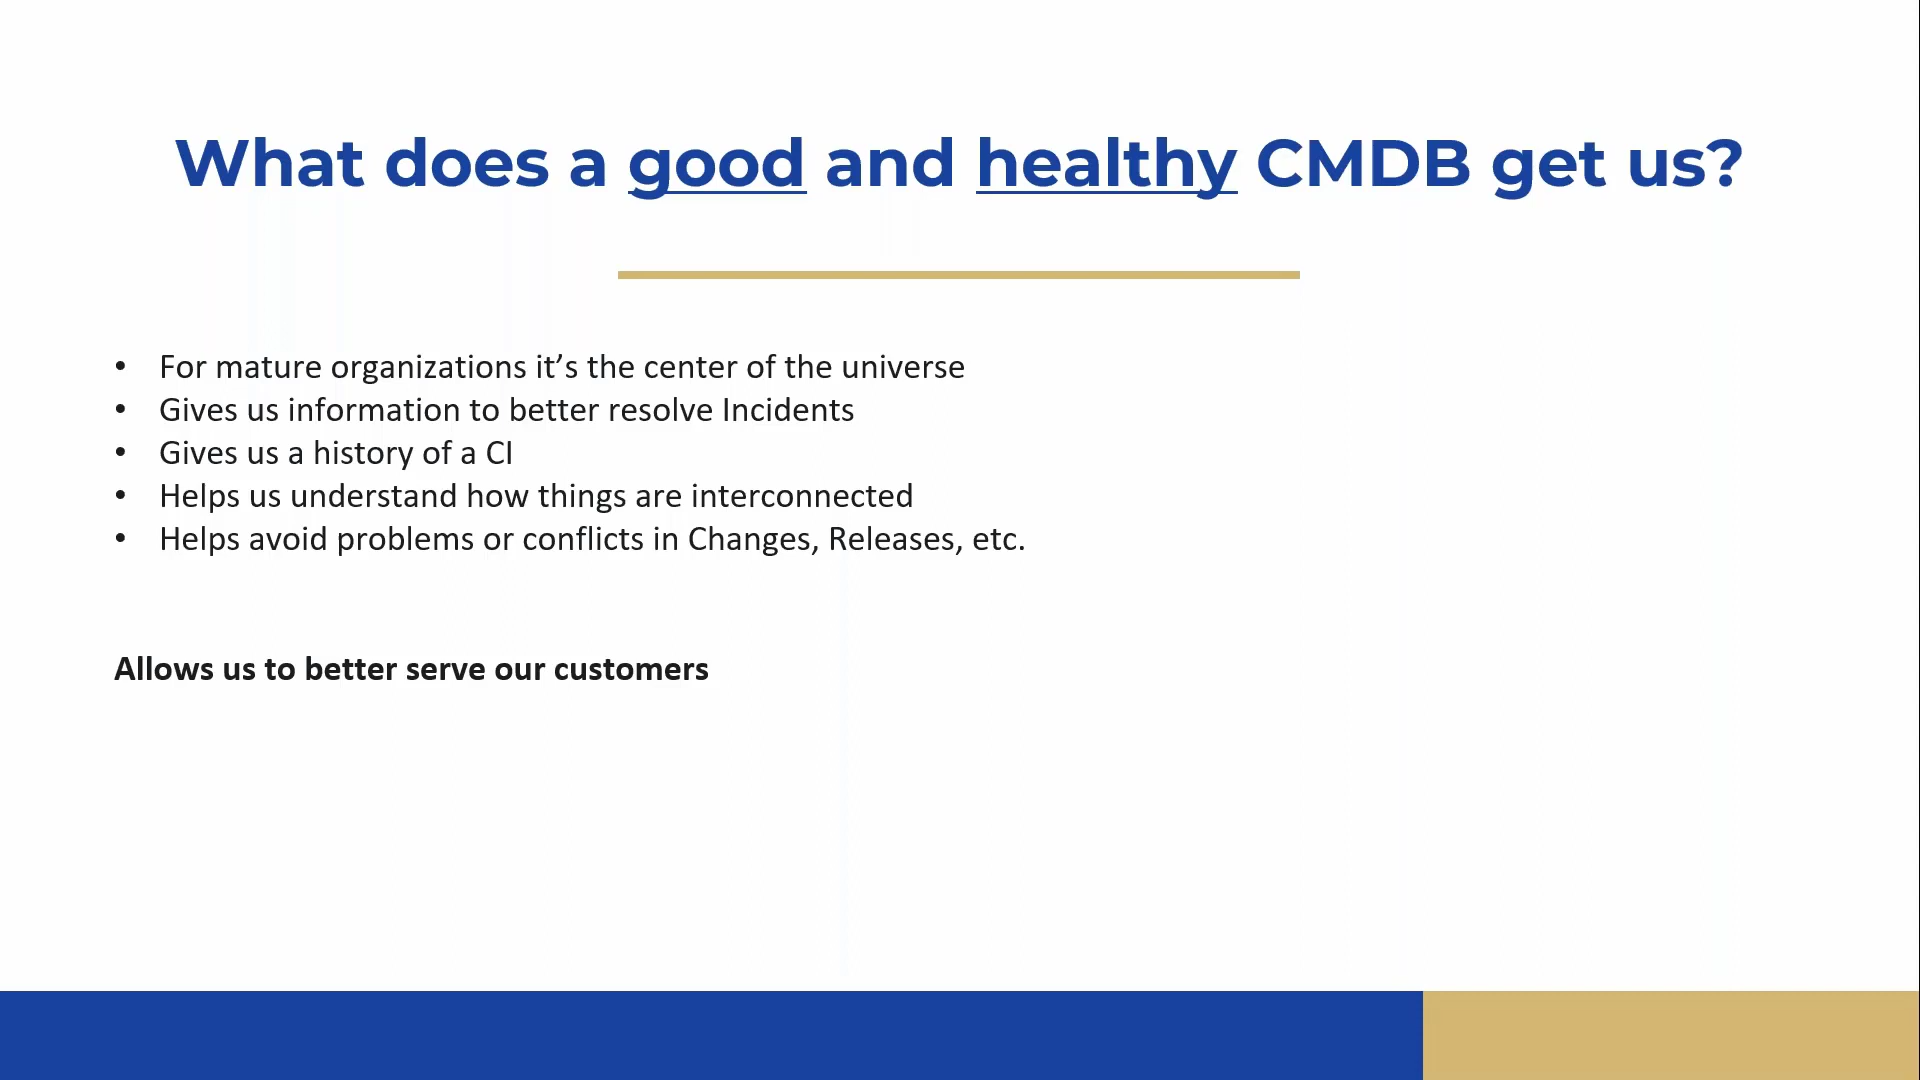 What does a good and healthy CMDB get us?
• For mature organizations it’s the center of the universe
• Gives us information to better resolve Incidents
• Gives us a history of a CI
• Helps us understand how things are interconnected
• Helps avoid problems or conflicts in Changes, Releases, etc.
Allows us to better serve our customers